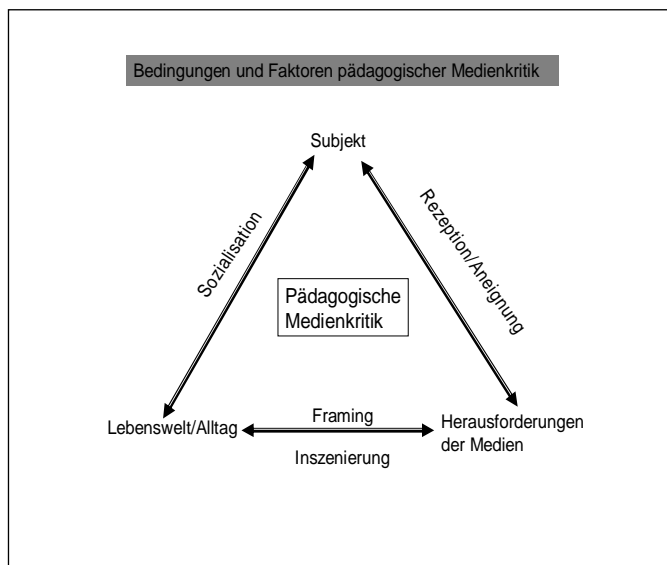 Bedingungen und Faktoren pädagogischer Medienkritik
Subjekt
Sozialisation
Rezeption/Aneignung
Pädagogische
Medienkritik
Lebenswelt/Alltag
Framing
Inszenierung
Herausforderungen
der Medien